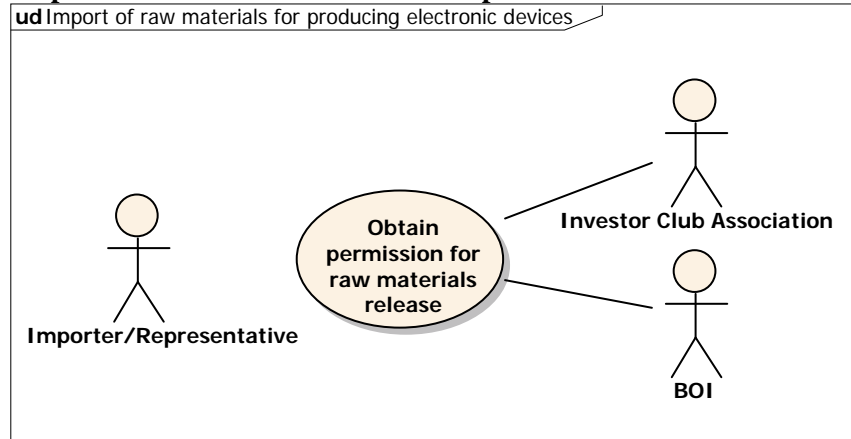 ud Import of raw materials for producing electronic devices
Investor Club Association
Obtain
permission for
raw materials
release
Importer/Representative
BOI